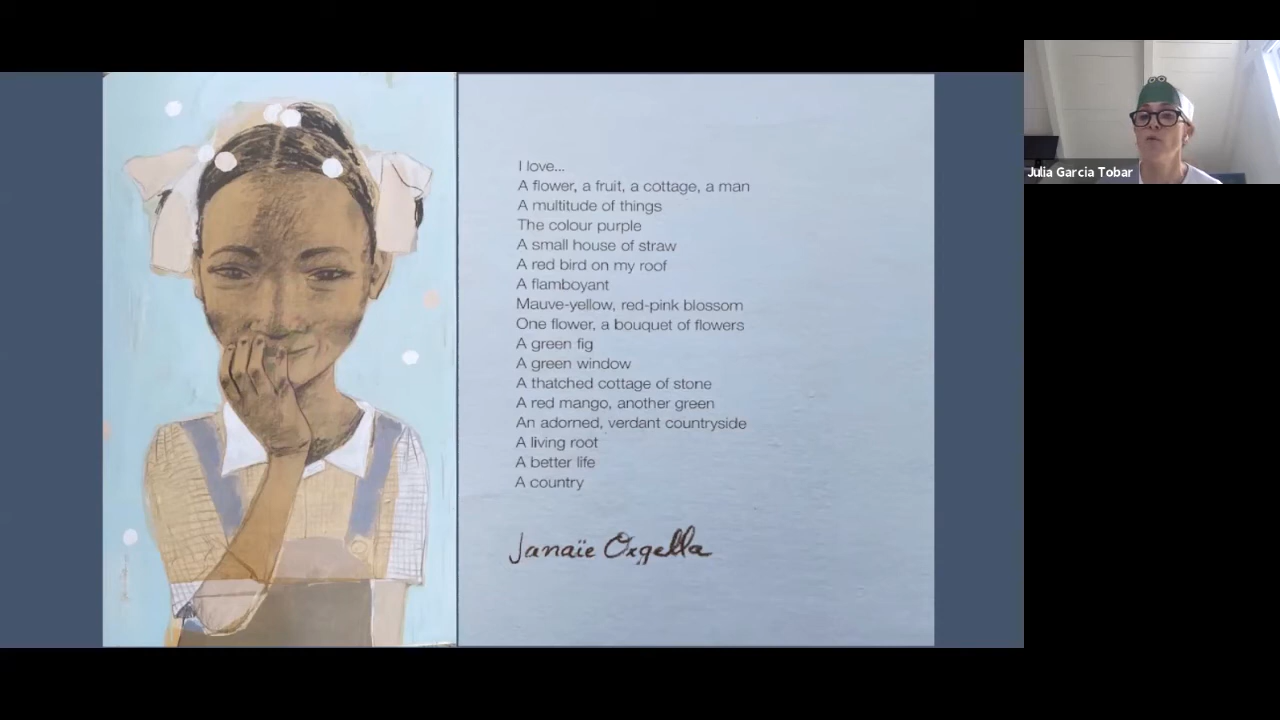 I love...
A flower, a fruit, a cottage, a man
A multitude of things
The colour purple
A small house of straw
A red bird on my roof
A flamboyant
Mauve-yellow, red-pink blossom
One flower, a bouquet of flowers
A green fig
A green window
A thatched cottage of stone
A red mango, another green
An adorned, verdant countryside
A living root
A better life
A country
Janaïe Oxgella
Julia Garcia Tobar